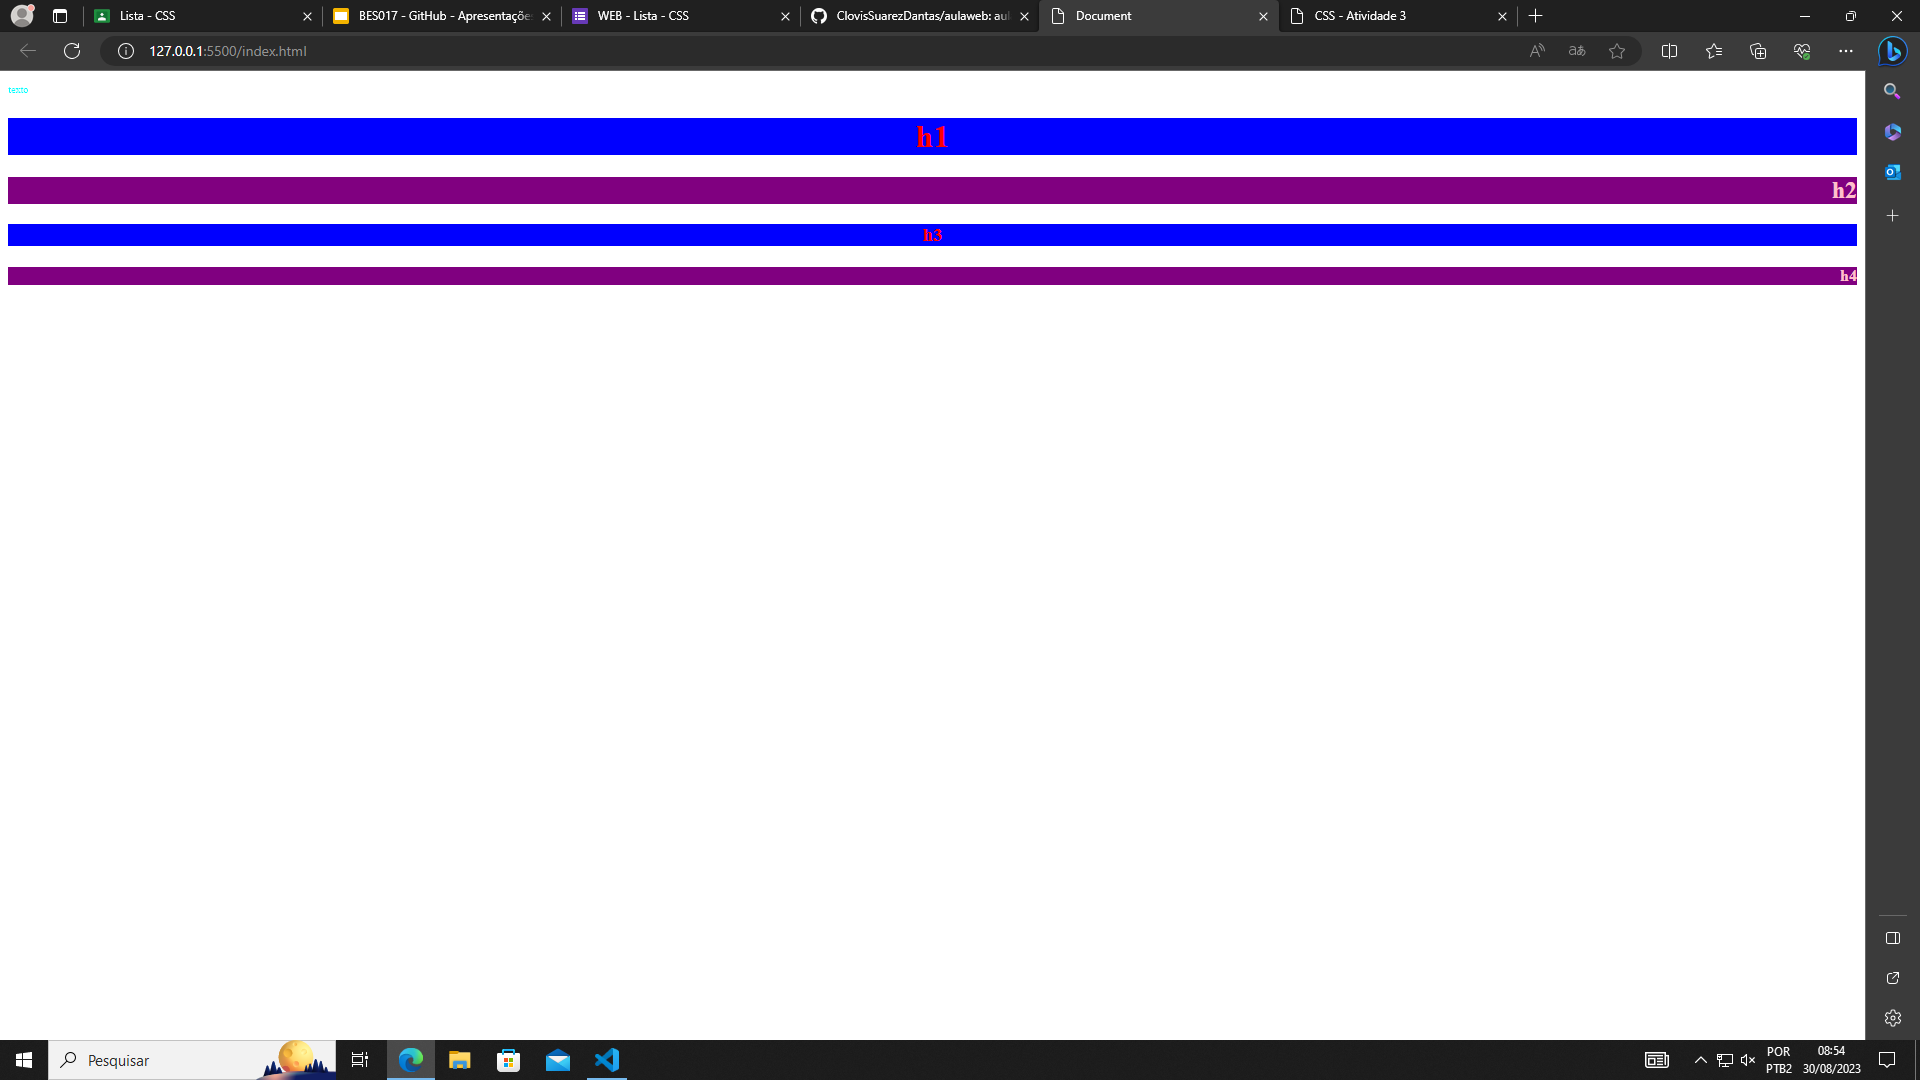 Lista - CSS
BES017 - GitHub - Apresentaçõe
WEB - Lista - CSS
ClovisSuarezDantas/aulaweb: aul
Document
CSS - Atividade 3
127.0.0.1:5500/index.html
texto
h1
h2
h3
h4
Pesquisar
POR
PTB2
08:54
30/08/2023